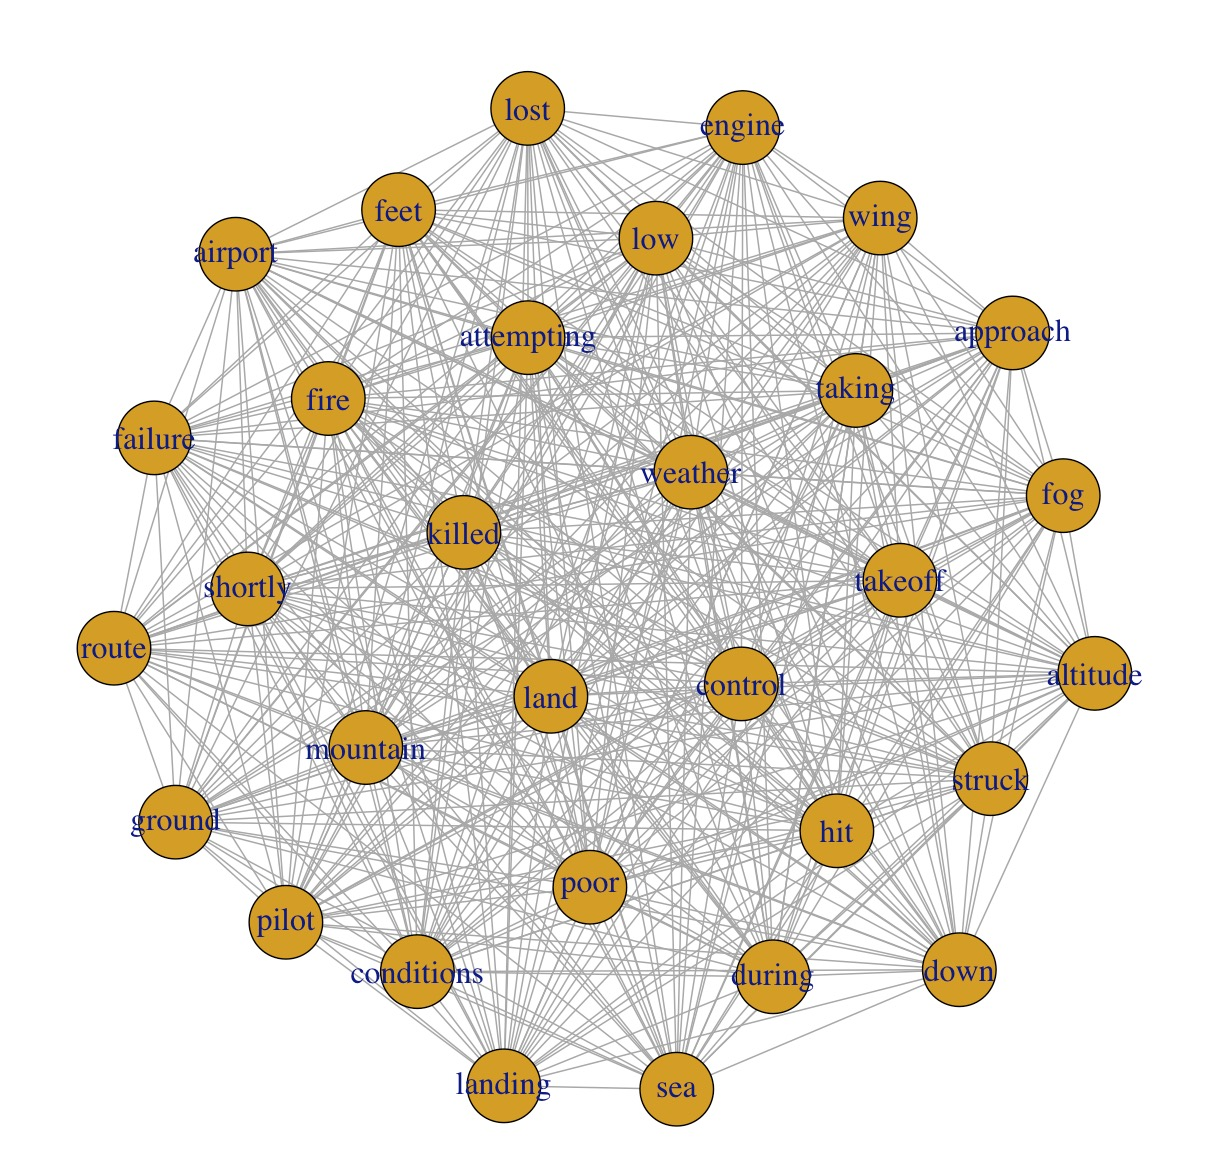 lost
engine
feet
wing
low
airport
attempting
approach
taking
fire
failure
weather
fog
killed
takeoff
shortly
route
altitude
control
land
mountain
struck
ground
hit
poor
pilot
conditions
during
down
landing
sea